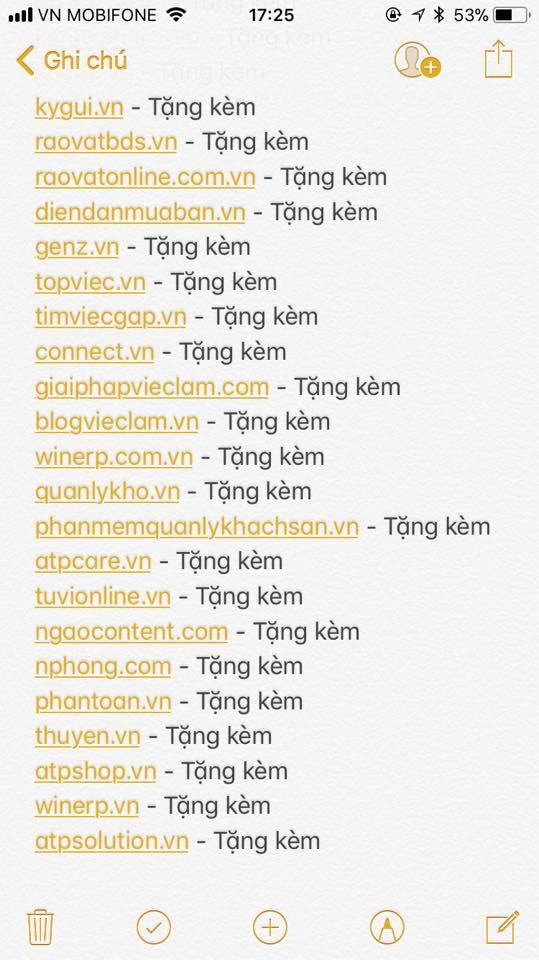 VN MOBIFONE 17:25 53%
Ghi chú
kygui.vn - Tặng kèm
raovatbds.vn - Tặng kèm
raovatonline.com.vn - Tặng kèm
diendanmuaban.vn - Tặng kèm
genz.vn - Tặng kèm
topviec.vn - Tặng kèm
timviecgap.vn - Tặng kèm
connect.vn - Tặng kèm
giaiphapvieclam.com - Tặng kèm
blogvieclam.vn - Tặng kèm
winerp.com.vn - Tặng kèm
quanlykho.vn - Tặng kèm
phanmemquanlykhachsan.vn - Tặng kèm
atpcare.vn - Tặng kèm
tuvionline.vn - Tặng kèm
ngaocontent.com - Tặng kèm
nphong.com - Tặng kèm
phantoan.vn - Tặng kèm
thuyen.vn - Tặng kèm
atpshop.vn - Tặng kèm
winerp.vn - Tặng kèm
atpsolution.vn - Tặng kèm